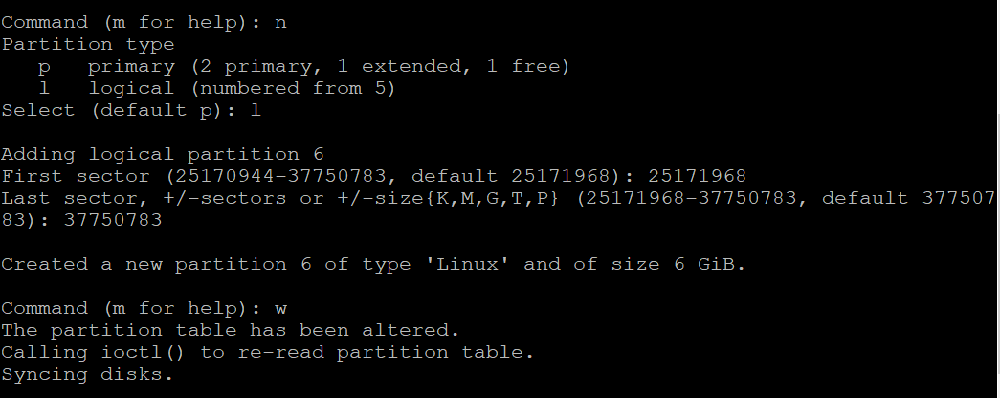 Command (m for help): n
Partition type
   p   primary (2 primary, 1 extended, 1 free)
   l   logical (numbered from 5)
Select (default p): l
Adding logical partition 6
First sector (25170944-37750783, default 25171968): 25171968
Last sector, +/-sectors or +/-size{K,M,G,T,P} (25171968-37750783, default 377507
83): 37750783
Created a new partition 6 of type 'Linux' and of size 6 GiB.
Command (m for help): w
The partition table has been altered.
Calling ioctl() to re-read partition table.
Syncing disks.